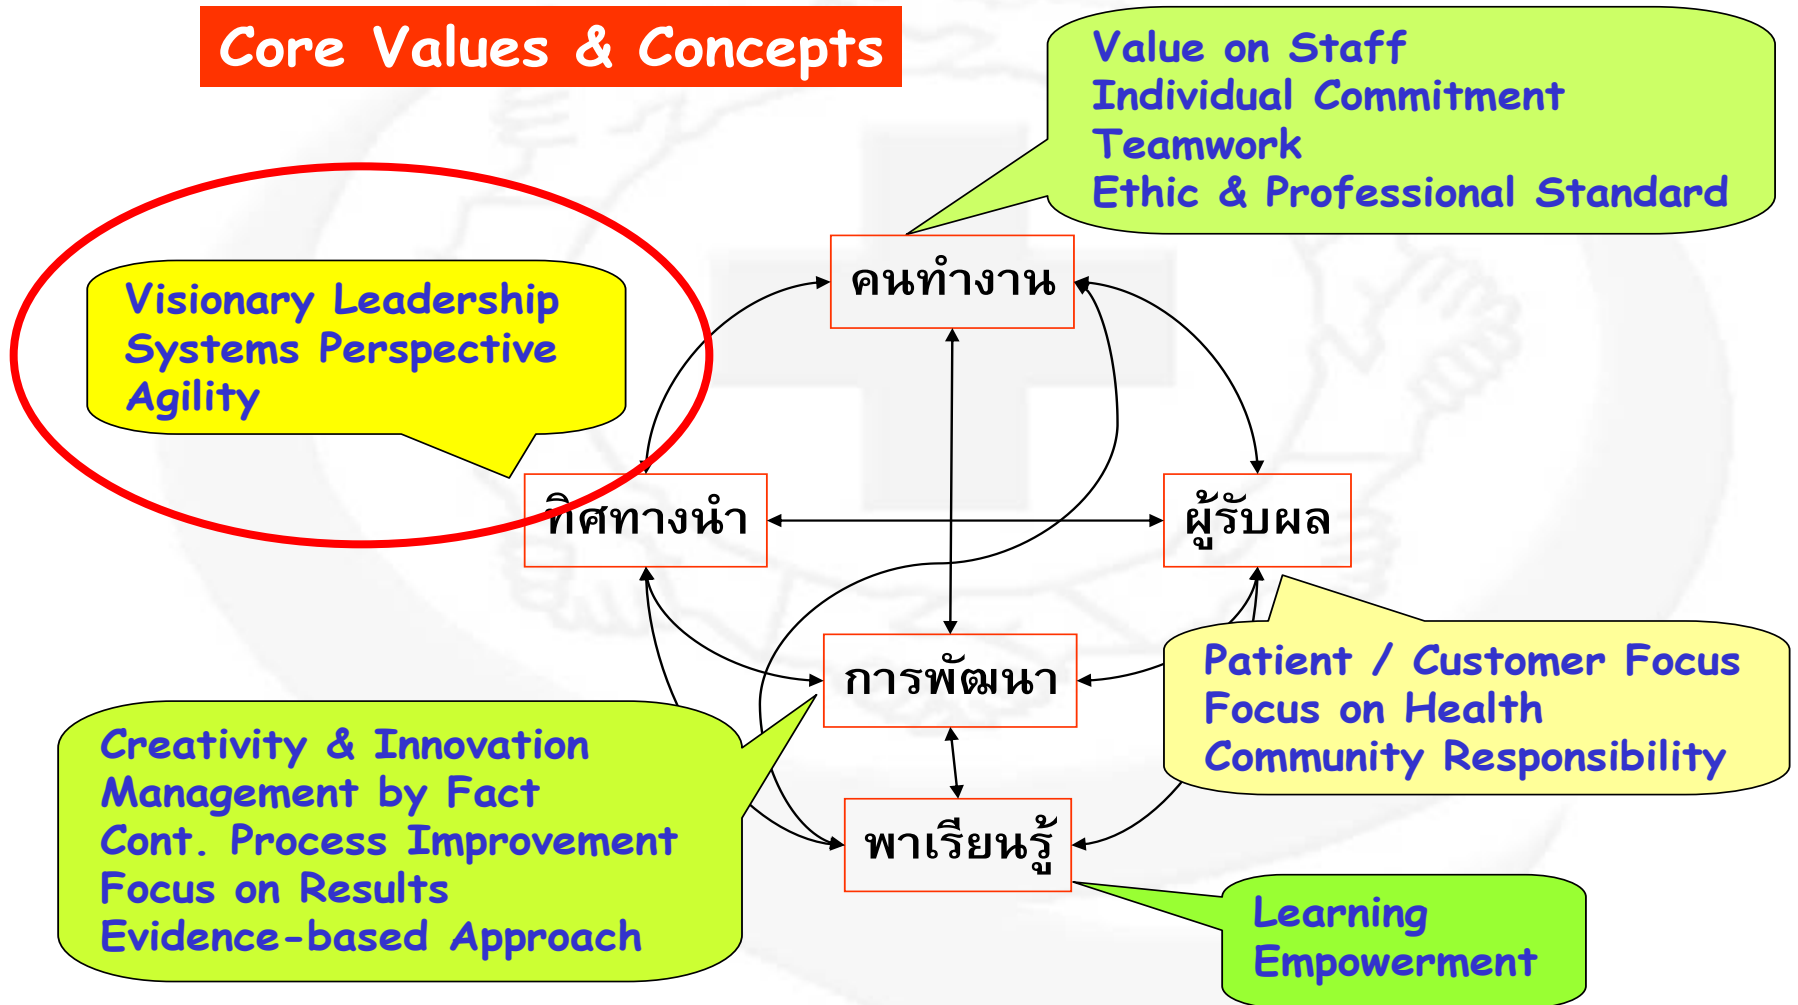 Core Values & Concepts
Value on Staff
Individual Commitment
Teamwork
Ethic & Professional Standard
คนทำงาน
Visionary Leadership
Systems Perspective
Agility
ทิศทางนำ
ผู้รับผล
การพัฒนา
Patient / Customer Focus
Focus on Health
Community Responsibility
Creativity & Innovation
Management by Fact
Cont. Process Improvement
Focus on Results
Evidence-based Approach
พาเรียนรู้
Learning
Empowerment